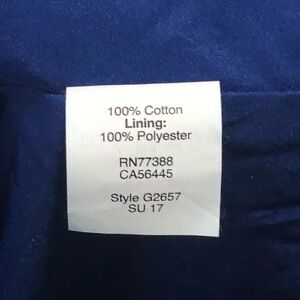 100% Cotton
Lining:
100% Polyester
RN77388
CA56445
Style G2657
SU 17